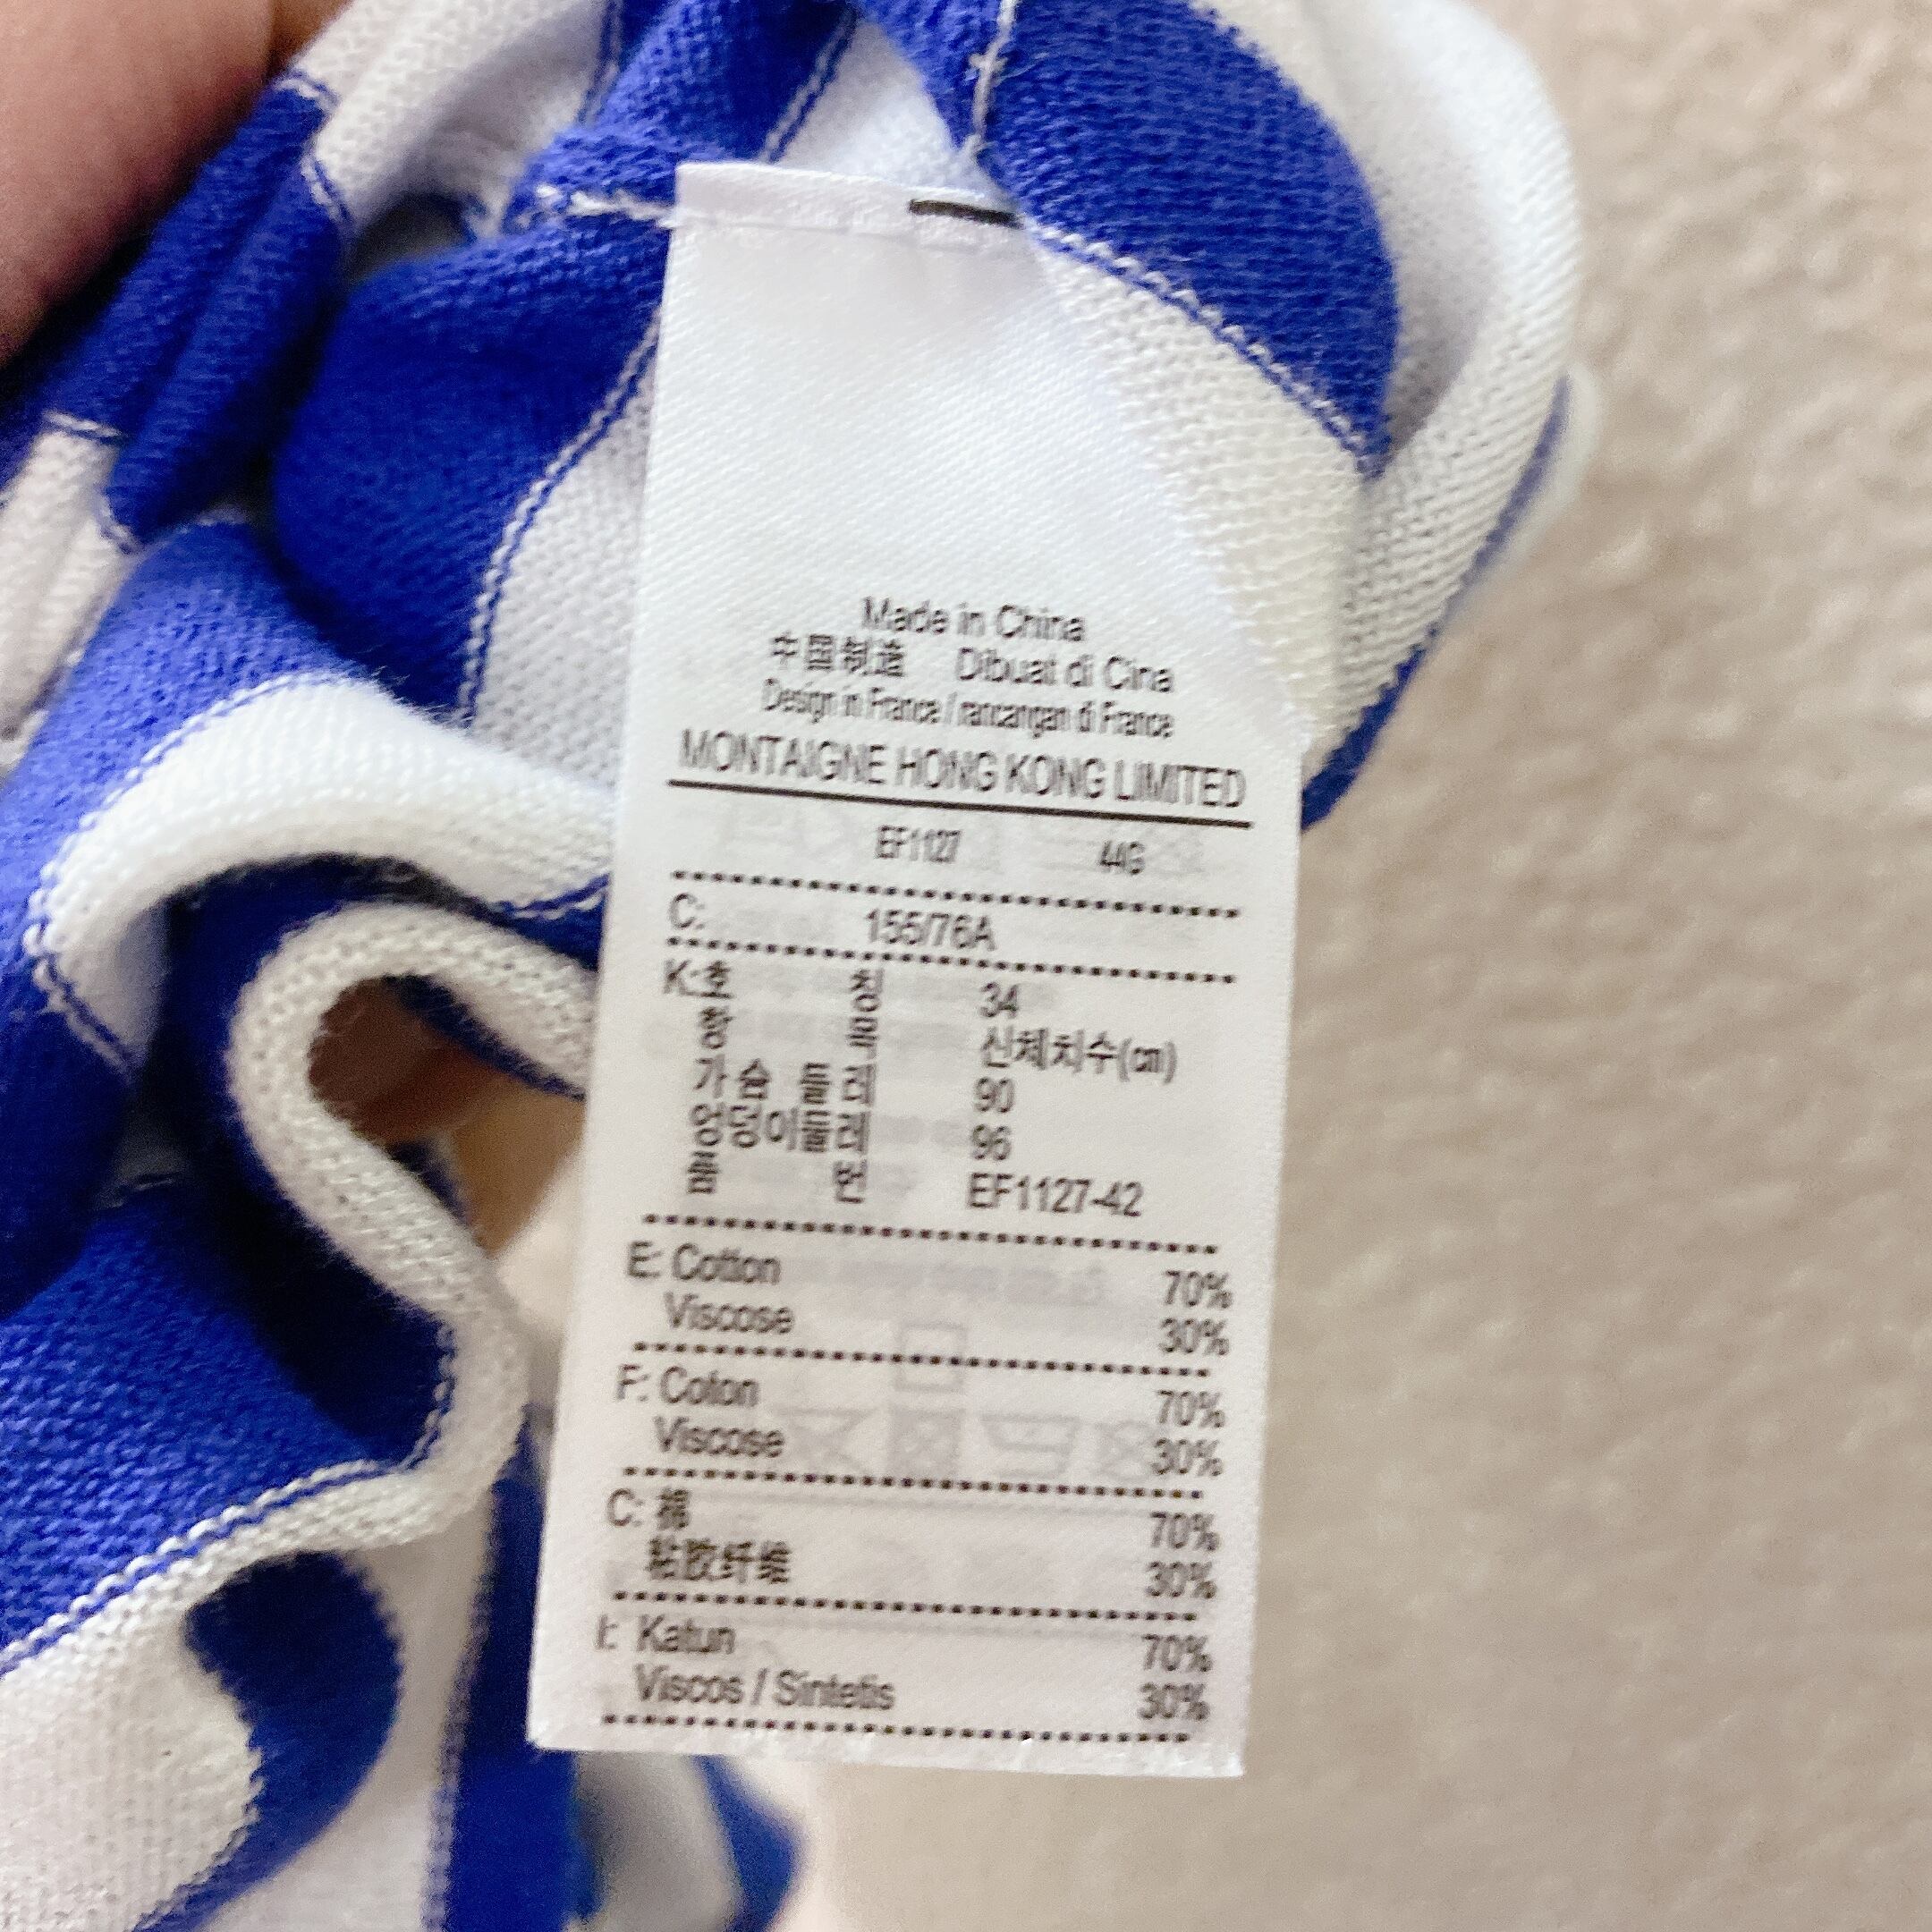 Made in China
中国制造 Dibuat di Cina
Design in France / rancangan di France
MONTAIGNE HONG KONG LIMITED
EF1127 44G
C: 155/76A
K:호 칭 34
항 목 신체치수(㎝)
가 슴 둘 레 90
엉덩이둘레 96
품 번 EF1127-42
E: Cotton 70%
Viscose 30%
F: Coton 70%
Viscose 30%
C: 棉 70%
粘胶纤维 30%
I: Katun 70%
Viscos / Sintetis 30%